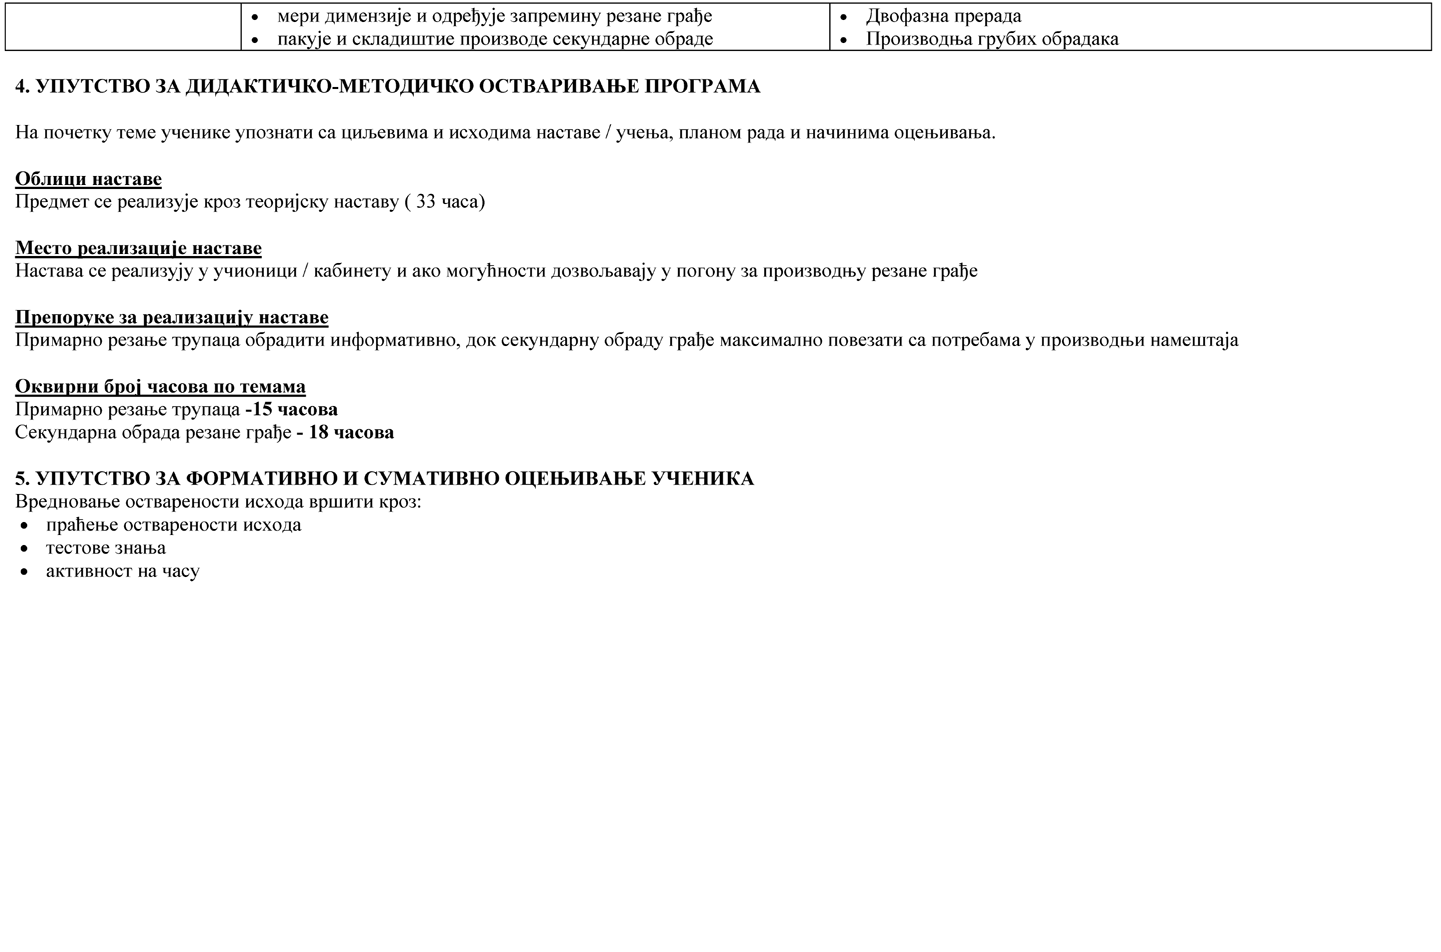 мери димензије и одређује запремину резане грађе
пакује и складиштие производе секундарне обраде
Двофазна прерада
Производња грубих обрадака
4. УПУТСТВО ЗА ДИДАКТИЧКО-МЕТОДИЧКО ОСТВАРИВАЊЕ ПРОГРАМА
На почетку теме ученике упознати са циљевима и исходима наставе / учења, планом рада и начинима оцењивања.
Облици наставе
Предмет се реализује кроз теоријску наставу ( 33 часа)
Место реализације наставе
Настава се реализују у учионици / кабинету и ако могућности дозвољавају у погону за производњу резане грађе
Препоруке за реализацију наставе
Примарно резање трупаца обрадити информативно, док секундарну обраду грађе максимално повезати са потребама у производњи намештаја
Оквирни број часова по темама
Примарно резање трупаца -15 часова
Секундарна обрада резане грађе - 18 часова
5. УПУТСТВО ЗА ФОРМАТИВНО И СУМАТИВНО ОЦЕЊИВАЊЕ УЧЕНИКА
Вредновање остварености исхода вршити кроз:
• праћење остварености исхода
• тестове знања
• активност на часу